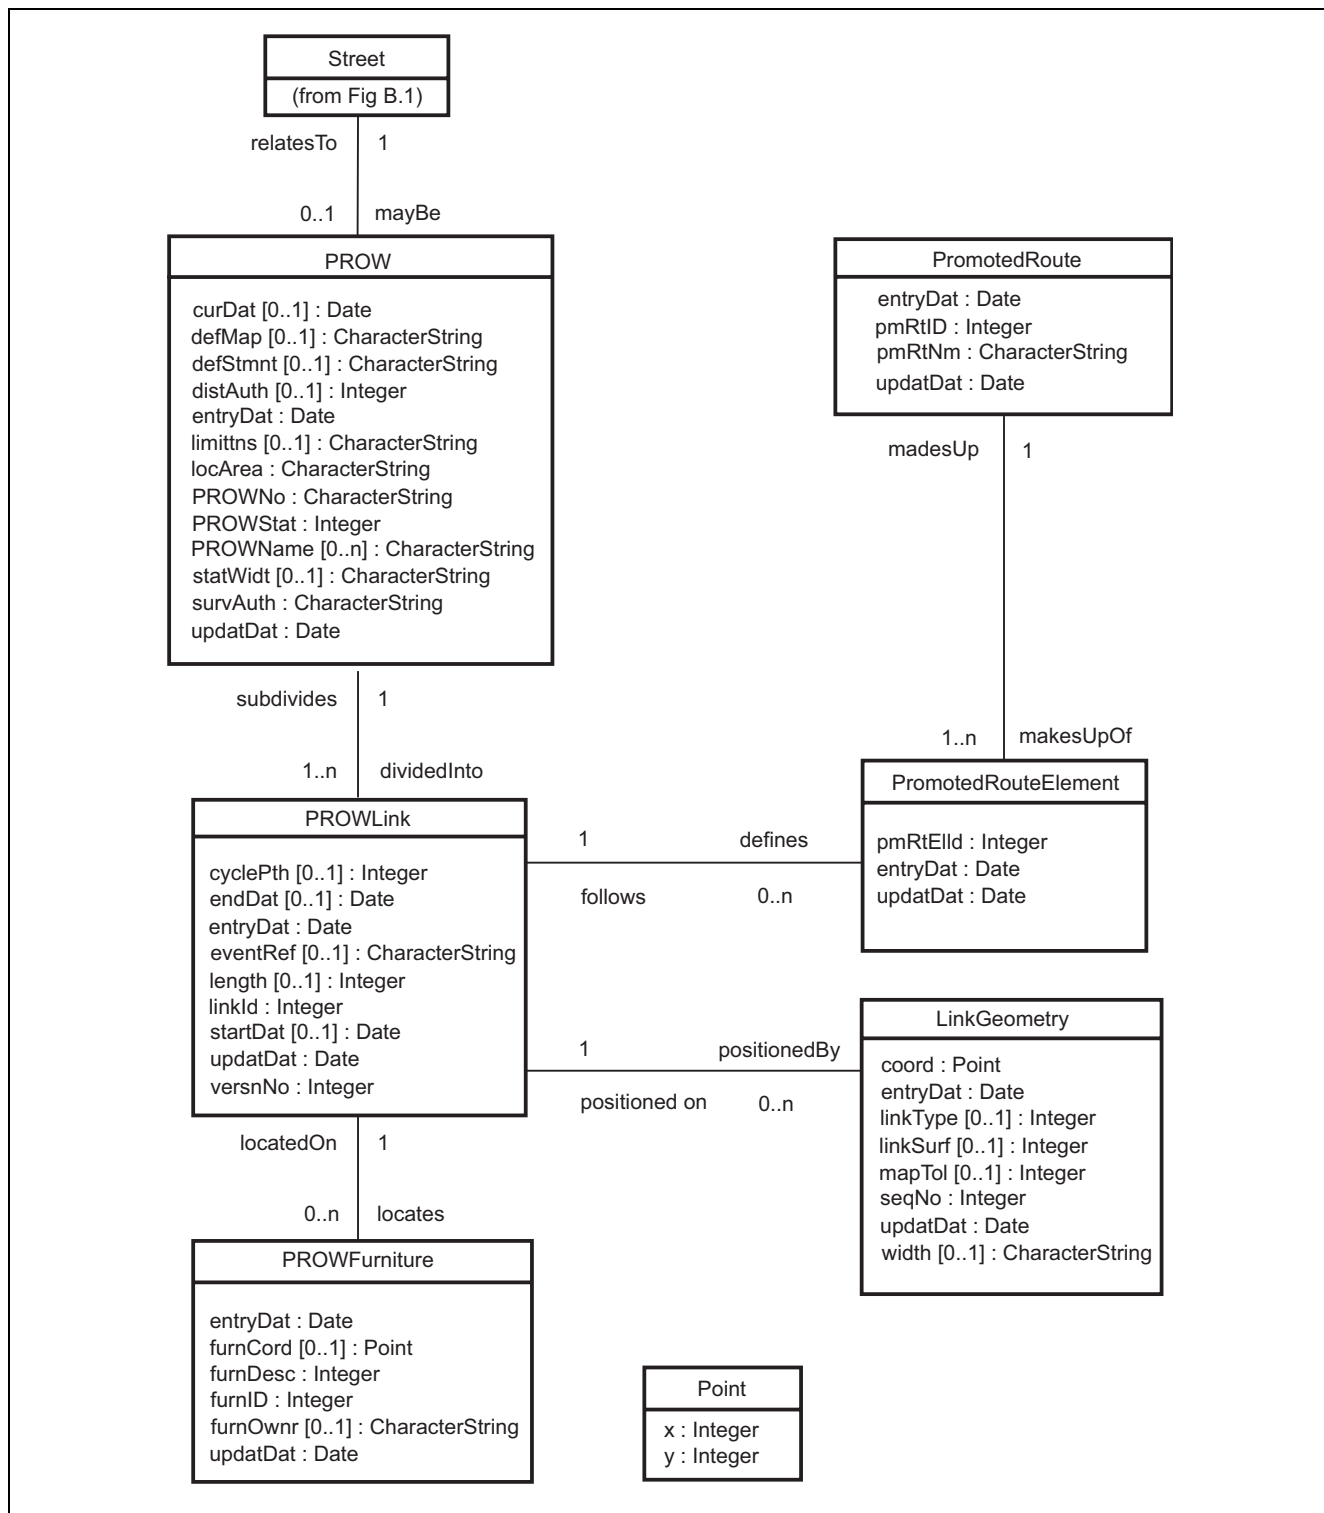 Street
(from Fig B.1)
relatesTo 1
0..1 mayBe
PROW
curDat [0..1] : Date
defMap [0..1] : CharacterString
defStmnt [0..1] : CharacterString
distAuth [0..1] : Integer
entryDat : Date
limittns [0..1] : CharacterString
locArea : CharacterString
PROWNo : CharacterString
PROWStat : Integer
PROWName [0..n] : CharacterString
statWidt [0..1] : CharacterString
survAuth : CharacterString
updatDat : Date
PromotedRoute
entryDat : Date
pmRtID : Integer
pmRtNm : CharacterString
updatDat : Date
madesUp 1
1..n makesUpOf
subdivides 1
1..n dividedInto
PROWLink
cyclePth [0..1] : Integer
endDat [0..1] : Date
entryDat : Date
eventRef [0..1] : CharacterString
length [0..1] : Integer
linkId : Integer
startDat [0..1] : Date
updatDat : Date
versnNo : Integer
1 defines
follows 0..n
PromotedRouteElement
pmRtElId : Integer
entryDat : Date
updatDat : Date
1 positionedBy
positioned on 0..n
LinkGeometry
coord : Point
entryDat : Date
linkType [0..1] : Integer
linkSurf [0..1] : Integer
mapTol [0..1] : Integer
seqNo : Integer
updatDat : Date
width [0..1] : CharacterString
locatedOn 1
0..n locates
PROWFurniture
entryDat : Date
furnCord [0..1] : Point
furnDesc : Integer
furnID : Integer
furnOwnr [0..1] : CharacterString
updatDat : Date
Point
x : Integer
y : Integer